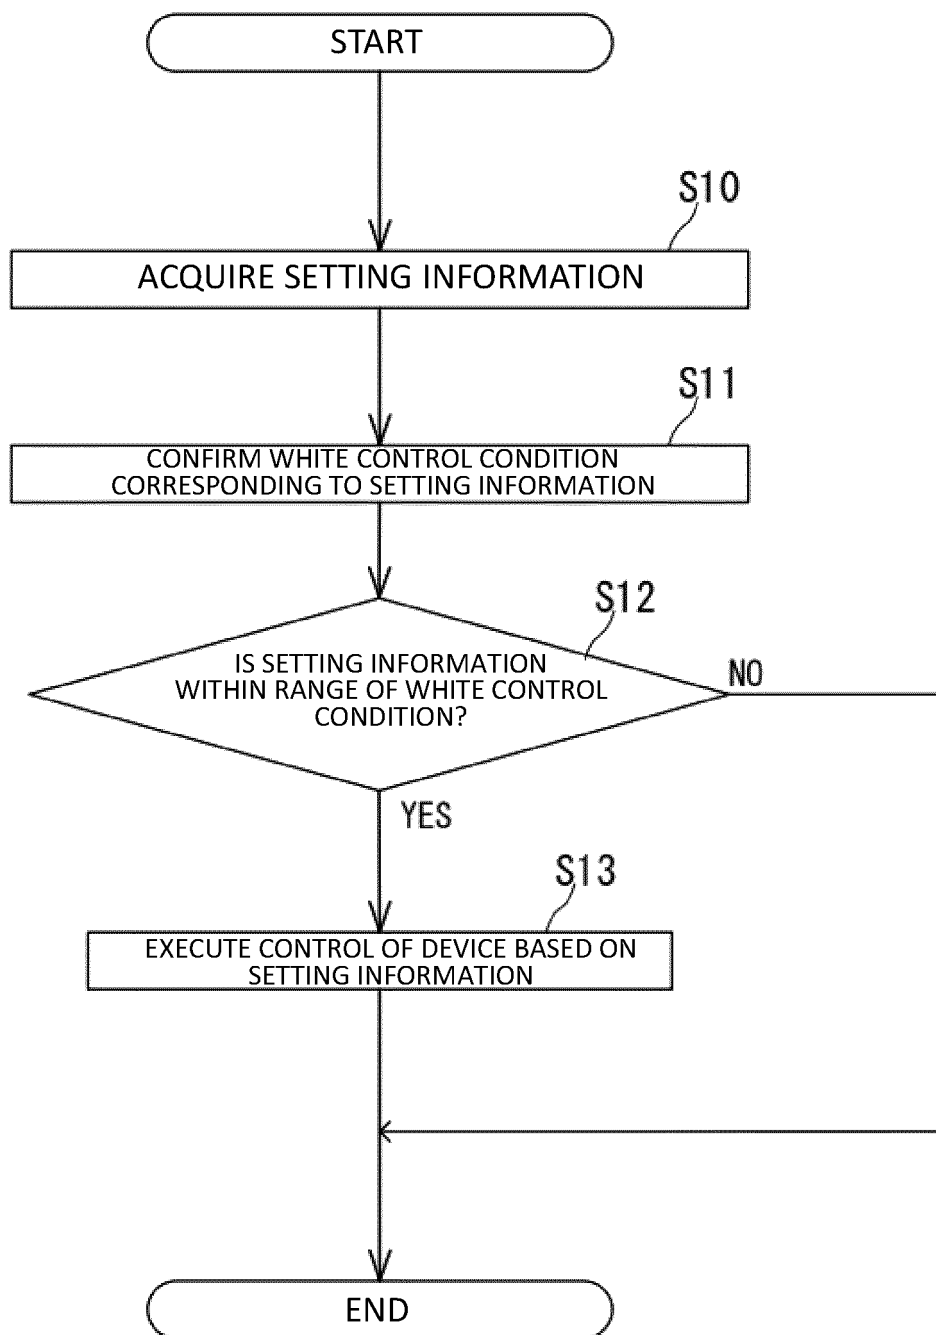 START
S10
ACQUIRE SETTING INFORMATION
S11
CONFIRM WHITE CONTROL CONDITION
CORRESPONDING TO SETTING INFORMATION
S12
IS SETTING INFORMATION
WITHIN RANGE OF WHITE CONTROL
CONDITION?
NO
YES
S13
EXECUTE CONTROL OF DEVICE BASED ON
SETTING INFORMATION
END